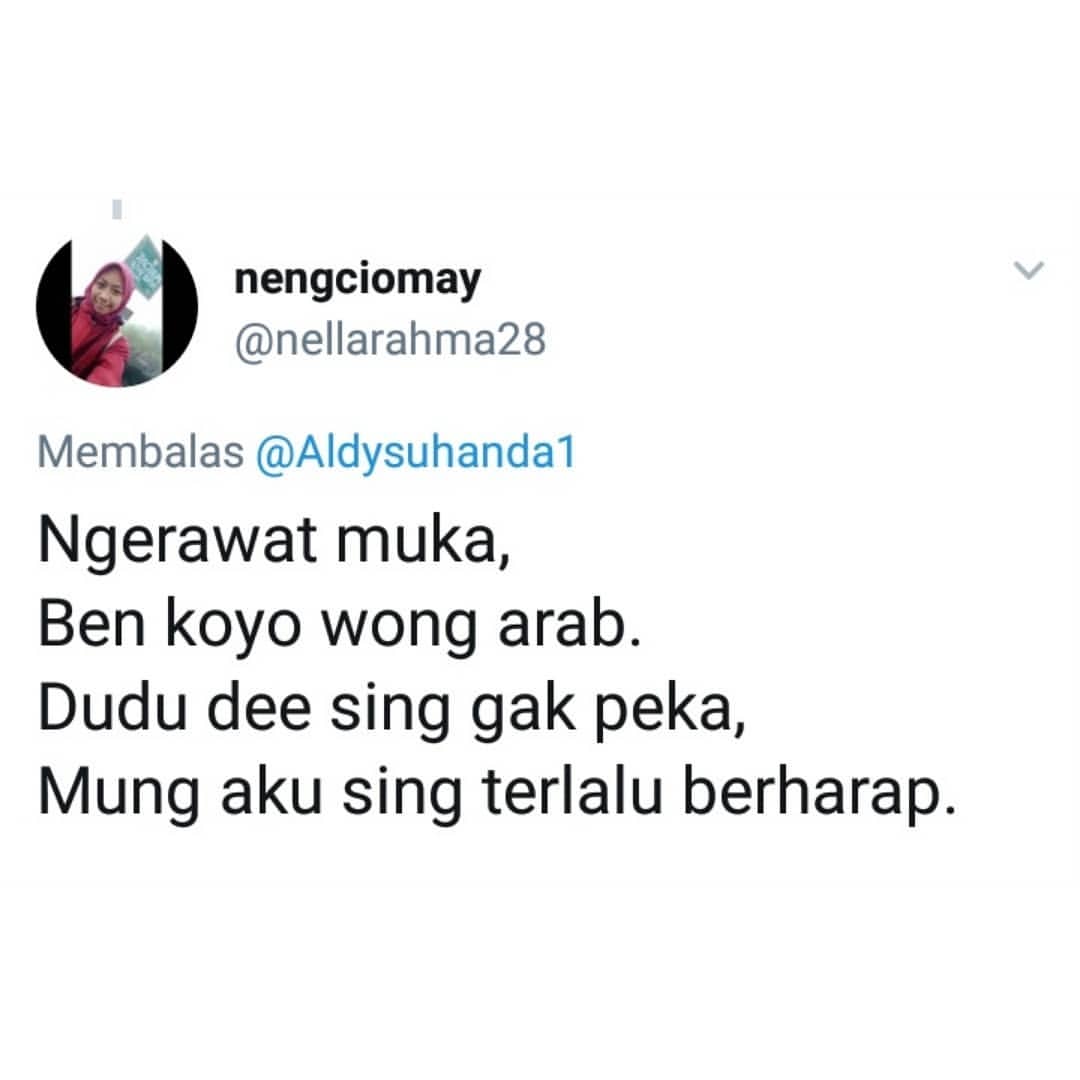 nengciomay
@nellarahma28
Membalas @Aldysuhanda1
Ngerawat muka,
Ben koyo wong arab.
Dudu dee sing gak peka,
Mung aku sing terlalu berharap.